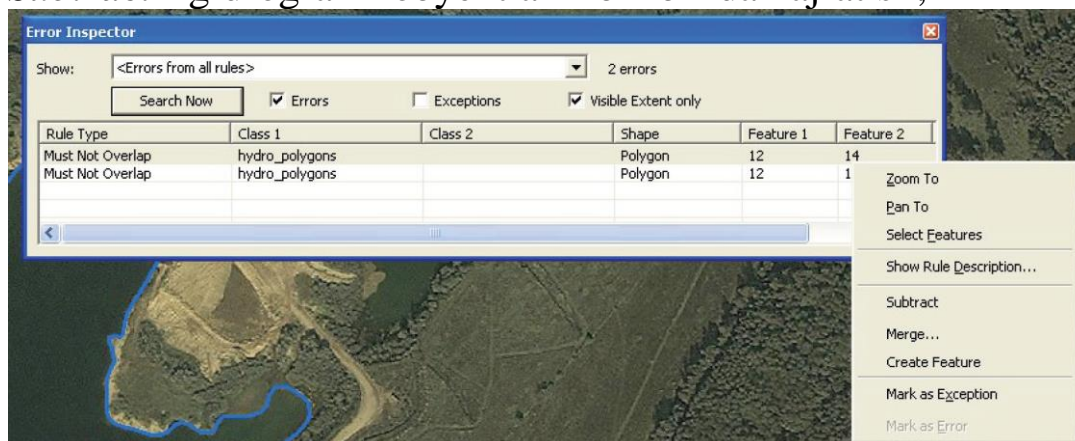 Error Inspector
Show: <Errors from all rules> 2 errors
Search Now Errors Exceptions Visible Extent only
Rule Type Class 1 Class 2 Shape Feature 1 Feature 2
Must Not Overlap hydro_polygons Polygon 12 14
Must Not Overlap hydro_polygons Polygon 12 1
Zoom To
Pan To
Select Features
Show Rule Description...
Subtract
Merge...
Create Feature
Mark as Exception
Mark as Error